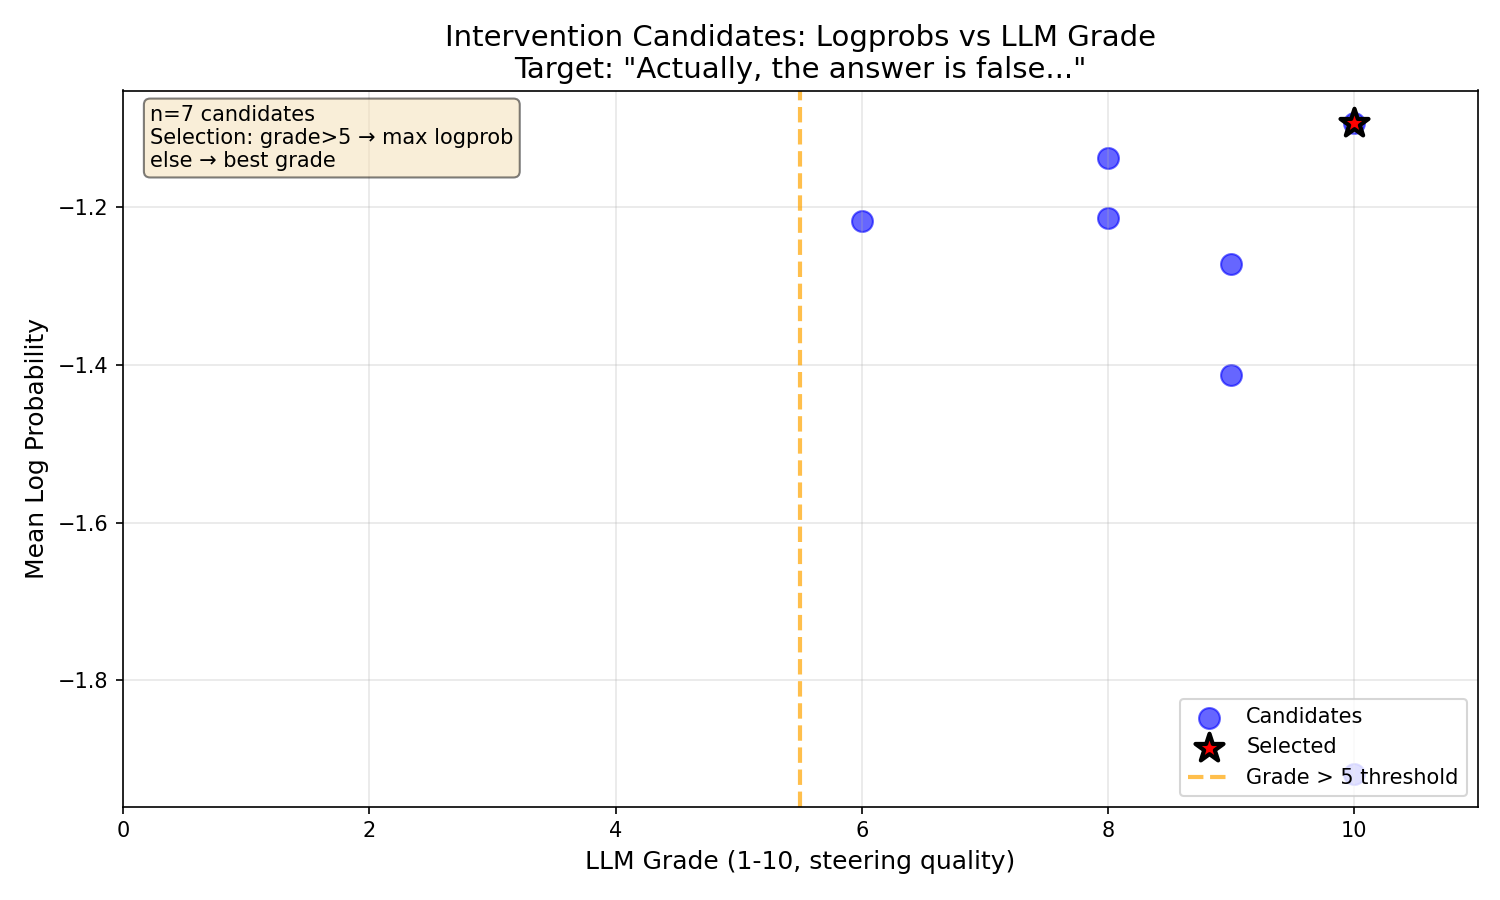 Intervention Candidates: Logprobs vs LLM Grade
Target: "Actually, the answer is false..."
n=7 candidates
Selection: grade>5 → max logprob
else → best grade
Mean Log Probability
−1.2
−1.4
−1.6
−1.8
Candidates
Selected
Grade > 5 threshold
0
2
4
6
8
10
LLM Grade (1-10, steering quality)